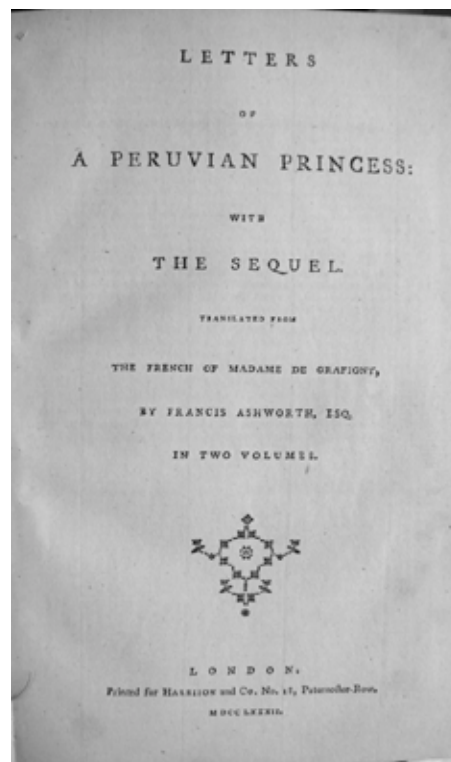 LETTERS
OF
A PERUVIAN PRINCESS:
WITH
THE SEQUEL.
TRANSLATED FROM
THE FRENCH OF MADAME DE GRAFIGNY,
BY FRANCIS ASHWORTH, ESQ.
IN TWO VOLUMES.
LONDON.
Printed for HARRISON and Co. No. 18, Paternoster-Row.
MDCCLXXXII.